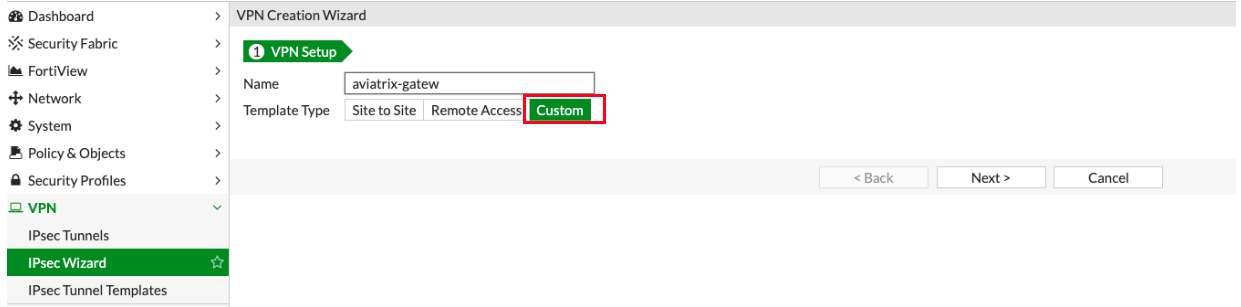 Dashboard
Security Fabric
FortiView
Network
System
Policy & Objects
Security Profiles
VPN
IPsec Tunnels
IPsec Wizard
IPsec Tunnel Templates
VPN Creation Wizard
1 VPN Setup
Name aviatrix-gatew
Template Type Site to Site Remote Access Custom
< Back Next > Cancel